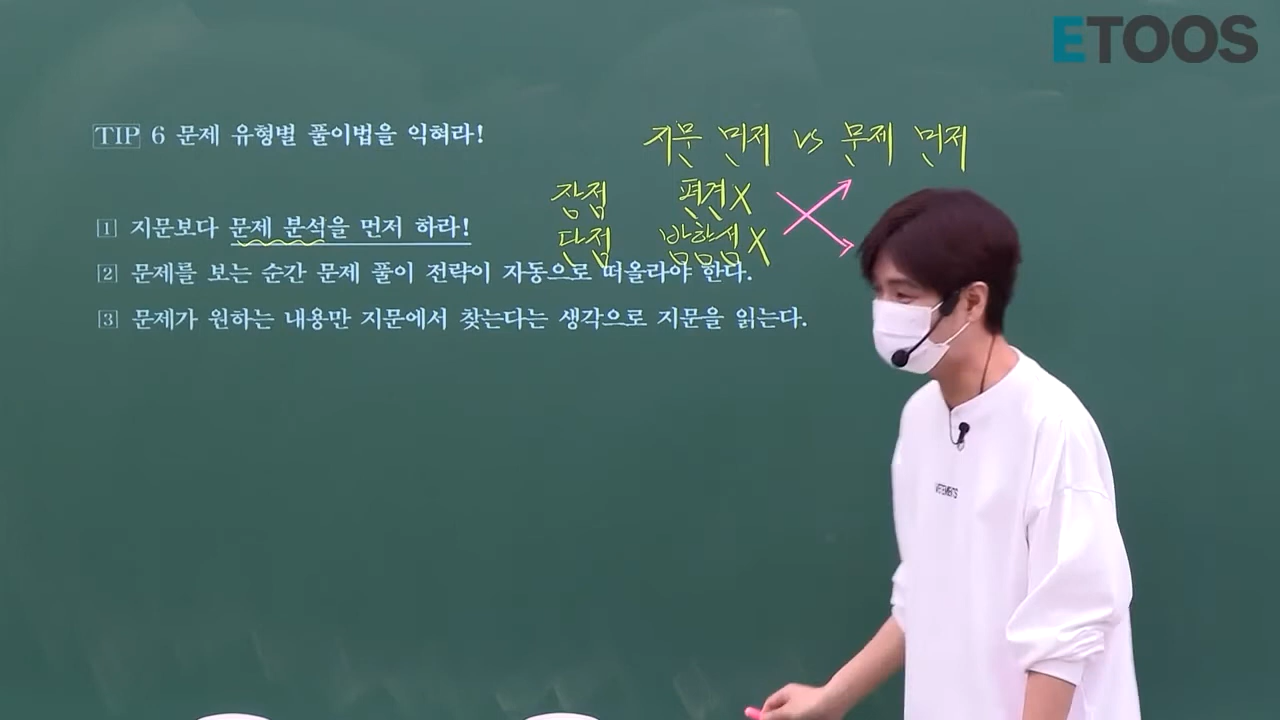 ETOOS
TIP 6 문제 유형별 풀이법을 익혀라!
지문 먼저 vs 문제 먼저
장점 편견X
단점 방향성X
1 지문보다 문제 분석을 먼저 하라!
2 문제를 보는 순간 문제 풀이 전략이 자동으로 떠올라야 한다.
3 문제가 원하는 내용만 지문에서 찾는다는 생각으로 지문을 읽는다.
VETEMENTS